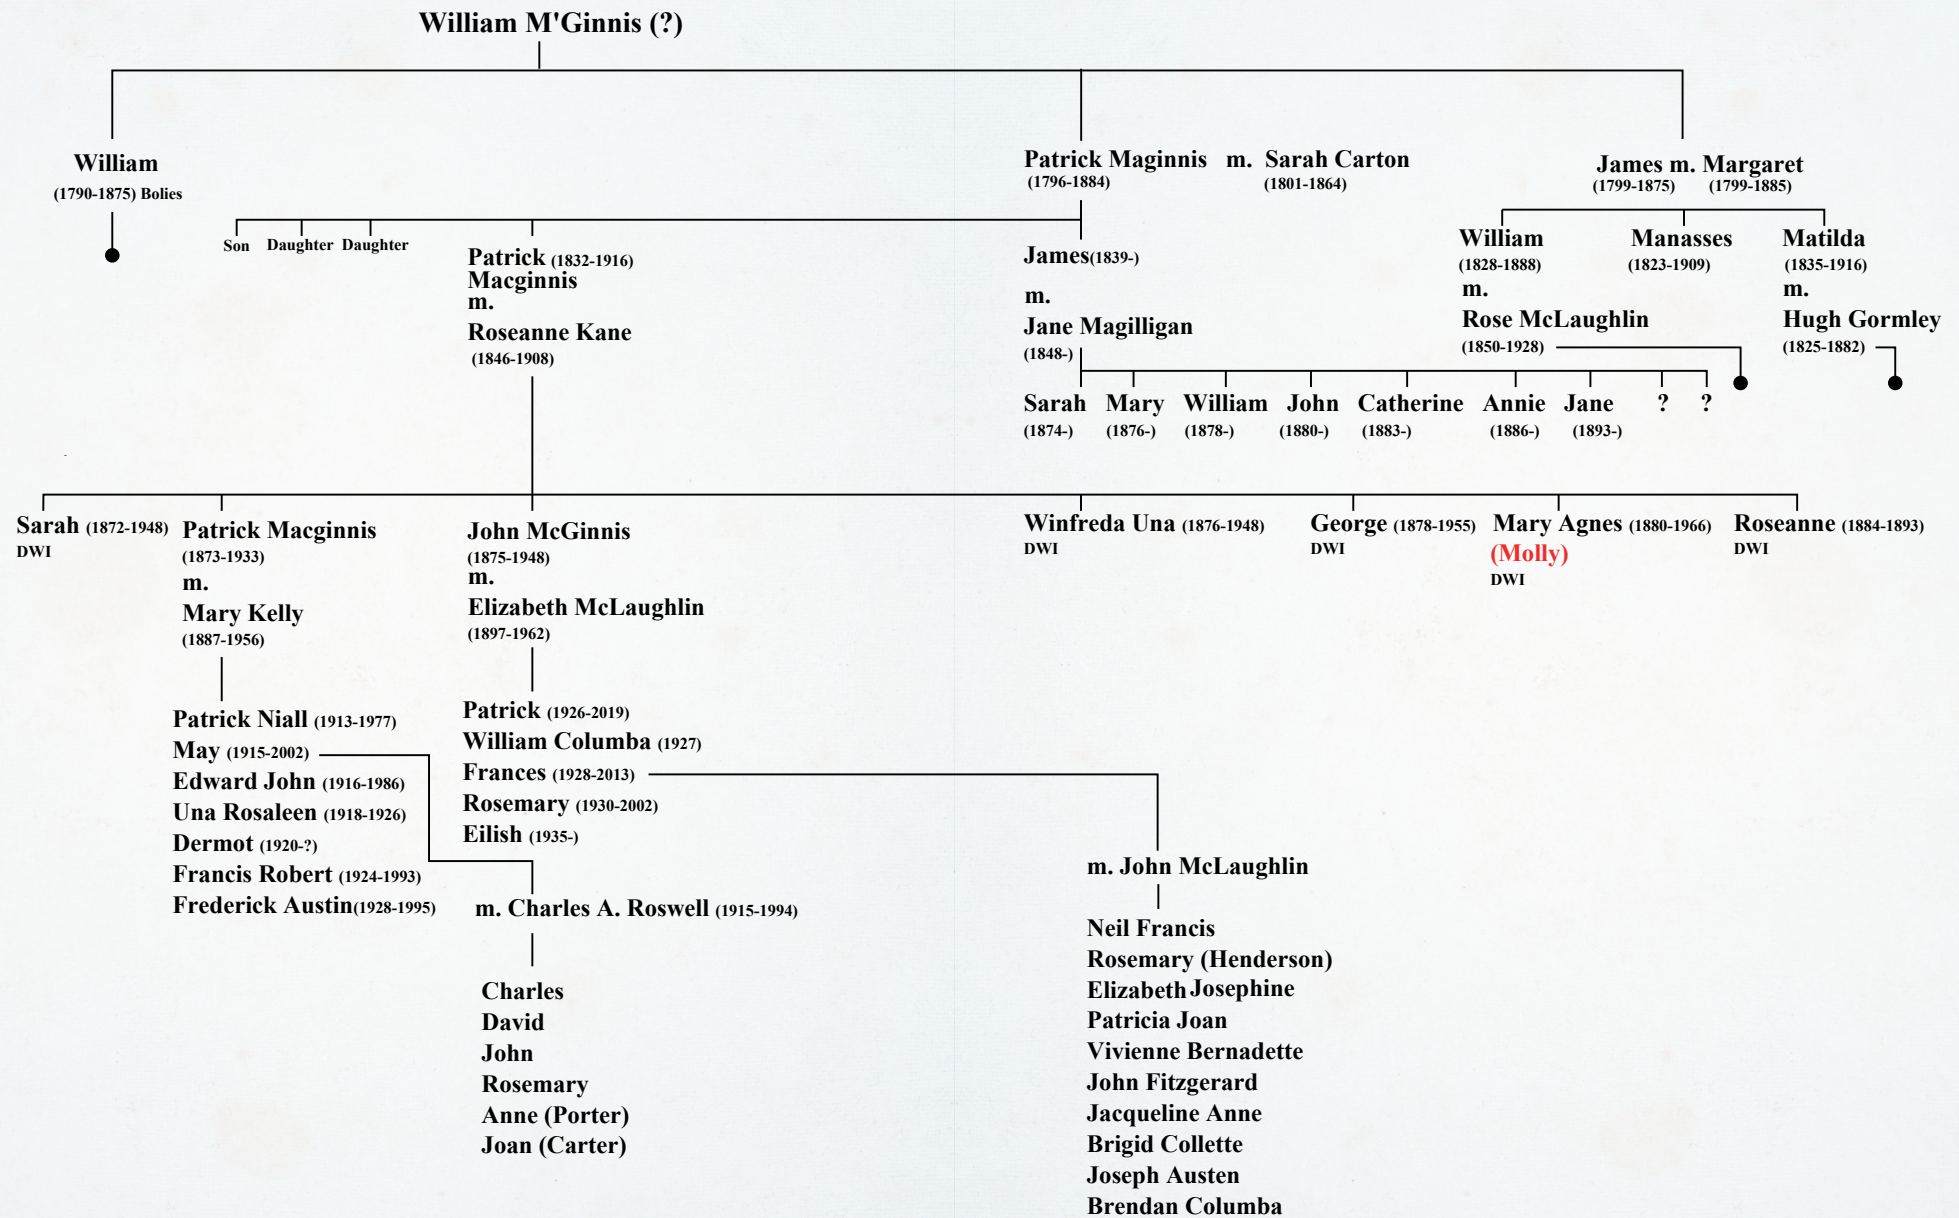 William M'Ginnis (?)
William
(1790-1875) Bolies
Patrick Maginnis m. Sarah Carton
(1796-1884) (1801-1864)
James m. Margaret
(1799-1875) (1799-1885)
Son Daughter Daughter
Patrick (1832-1916)
Macginnis
m.
Roseanne Kane
(1846-1908)
James(1839-)
m.
Jane Magilligan
(1848-)
William
(1828-1888)
m.
Rose McLaughlin
(1850-1928)
Manasses
(1823-1909)
Matilda
(1835-1916)
m.
Hugh Gormley
(1825-1882)
Sarah Mary William John Catherine Annie Jane ? ?
(1874-) (1876-) (1878-) (1880-) (1883-) (1886-) (1893-)
Sarah (1872-1948)
DWI
Patrick Macginnis
(1873-1933)
m.
Mary Kelly
(1887-1956)
John McGinnis
(1875-1948)
m.
Elizabeth McLaughlin
(1897-1962)
Winfreda Una (1876-1948)
DWI
George (1878-1955)
DWI
Mary Agnes (1880-1966)
(Molly)
DWI
Roseanne (1884-1893)
DWI
Patrick Niall (1913-1977)
May (1915-2002)
Edward John (1916-1986)
Una Rosaleen (1918-1926)
Dermot (1920-?)
Francis Robert (1924-1993)
Frederick Austin(1928-1995)
Patrick (1926-2019)
William Columba (1927)
Frances (1928-2013)
Rosemary (1930-2002)
Eilish (1935-)
m. Charles A. Roswell (1915-1994)
Charles
David
John
Rosemary
Anne (Porter)
Joan (Carter)
m. John McLaughlin
Neil Francis
Rosemary (Henderson)
Elizabeth Josephine
Patricia Joan
Vivienne Bernadette
John Fitzgerard
Jacqueline Anne
Brigid Collette
Joseph Austen
Brendan Columba